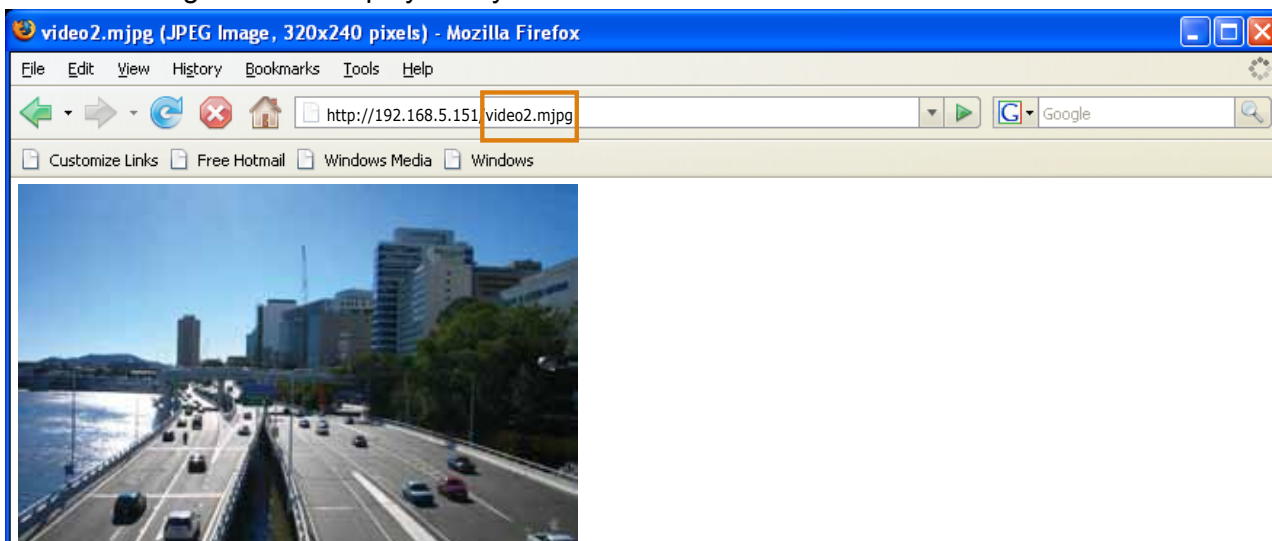 video2.mjpg (JPEG Image, 320x240 pixels) - Mozilla Firefox
File Edit View History Bookmarks Tools Help
http://192.168.5.151/video2.mjpg G Google
Customize Links Free Hotmail Windows Media Windows